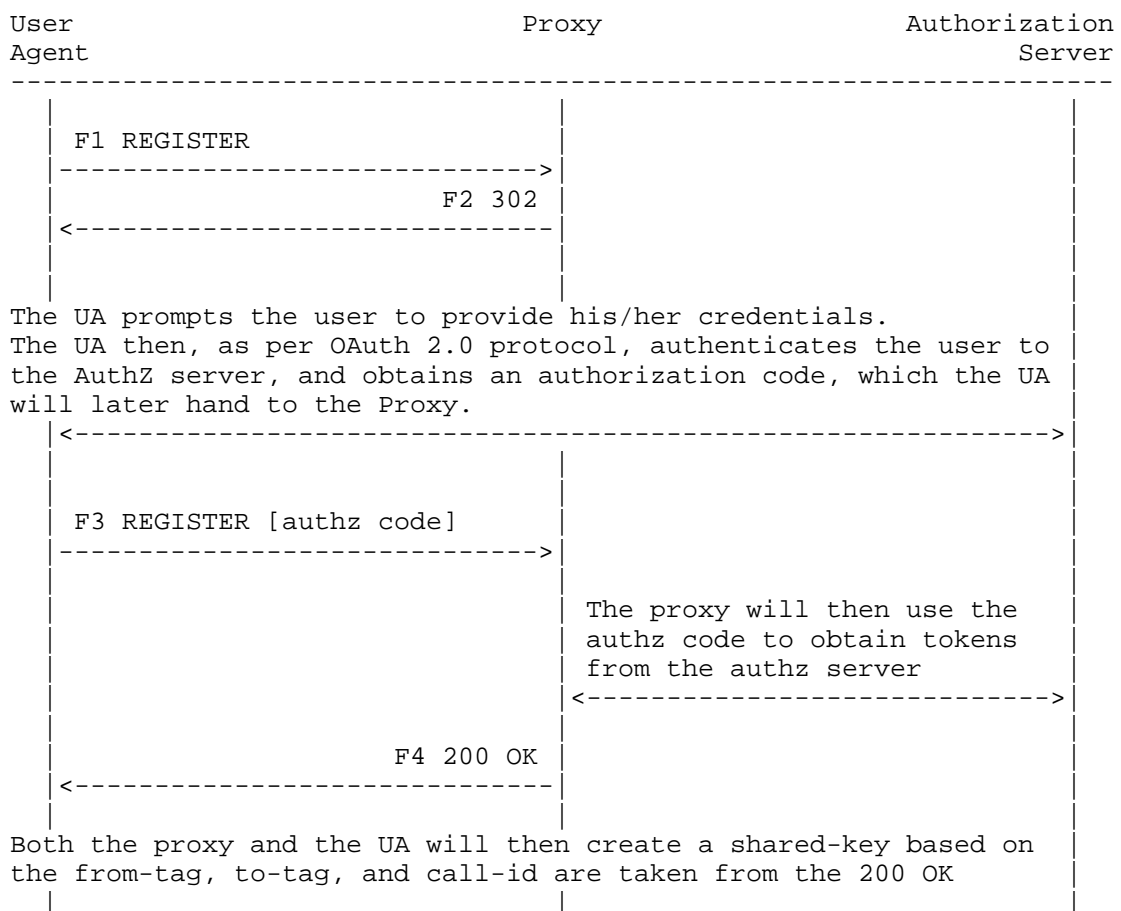 User Proxy Authorization
Agent Server
F1 REGISTER
F2 302
The UA prompts the user to provide his/her credentials.
The UA then, as per OAuth 2.0 protocol, authenticates the user to
the AuthZ server, and obtains an authorization code, which the UA
will later hand to the Proxy.
F3 REGISTER [authz code]
The proxy will then use the
authz code to obtain tokens
from the authz server
F4 200 OK
Both the proxy and the UA will then create a shared-key based on
the from-tag, to-tag, and call-id are taken from the 200 OK